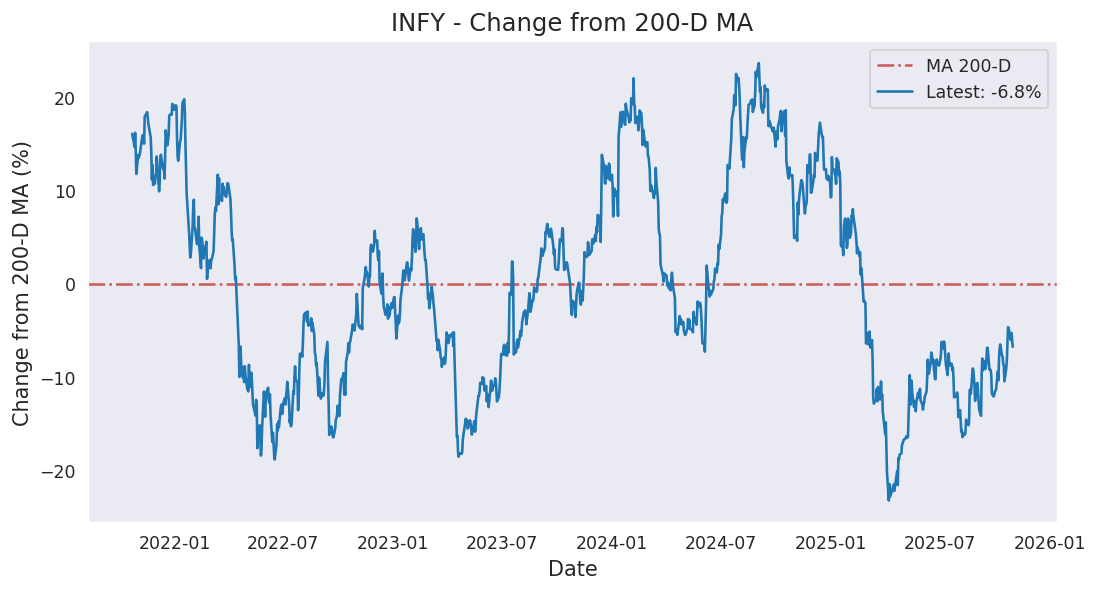 INFY - Change from 200-D MA
MA 200-D
Latest: -6.8%
Change from 200-D MA (%)
20
10
0
−10
−20
2022-01 2022-07 2023-01 2023-07 2024-01 2024-07 2025-01 2025-07 2026-01
Date